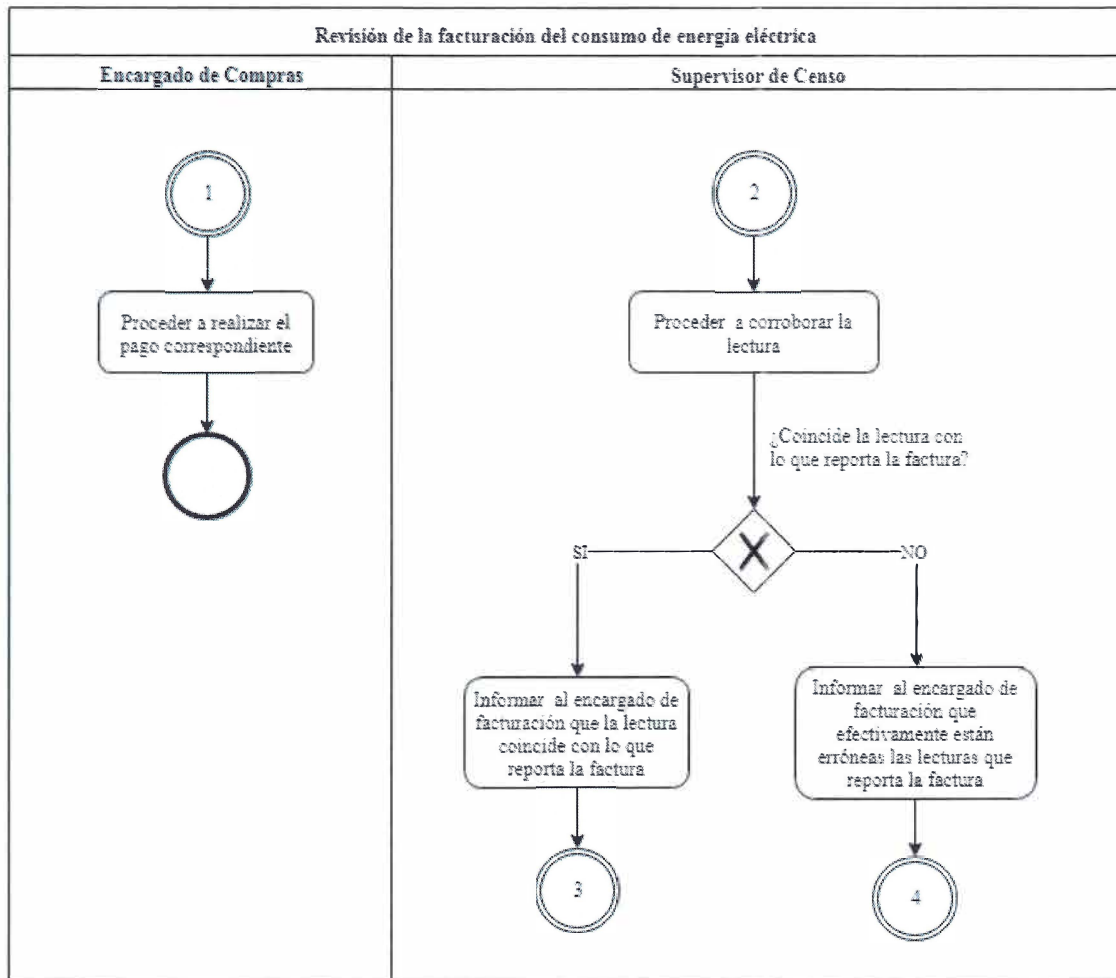 Revisión de la facturación del consumo de energía eléctrica
Encargado de Compras
Supervisor de Censo
1
Proceder a realizar el
pago correspondiente
2
Proceder a corroborar la
lectura
¿Coincide la lectura con
lo que reporta la factura?
SI
NO
Informar al encargado de
facturación que la lectura
coincide con lo que
reporta la factura
Informar al encargado de
facturación que
efectivamente están
erróneas las lecturas que
reporta la factura
3
4